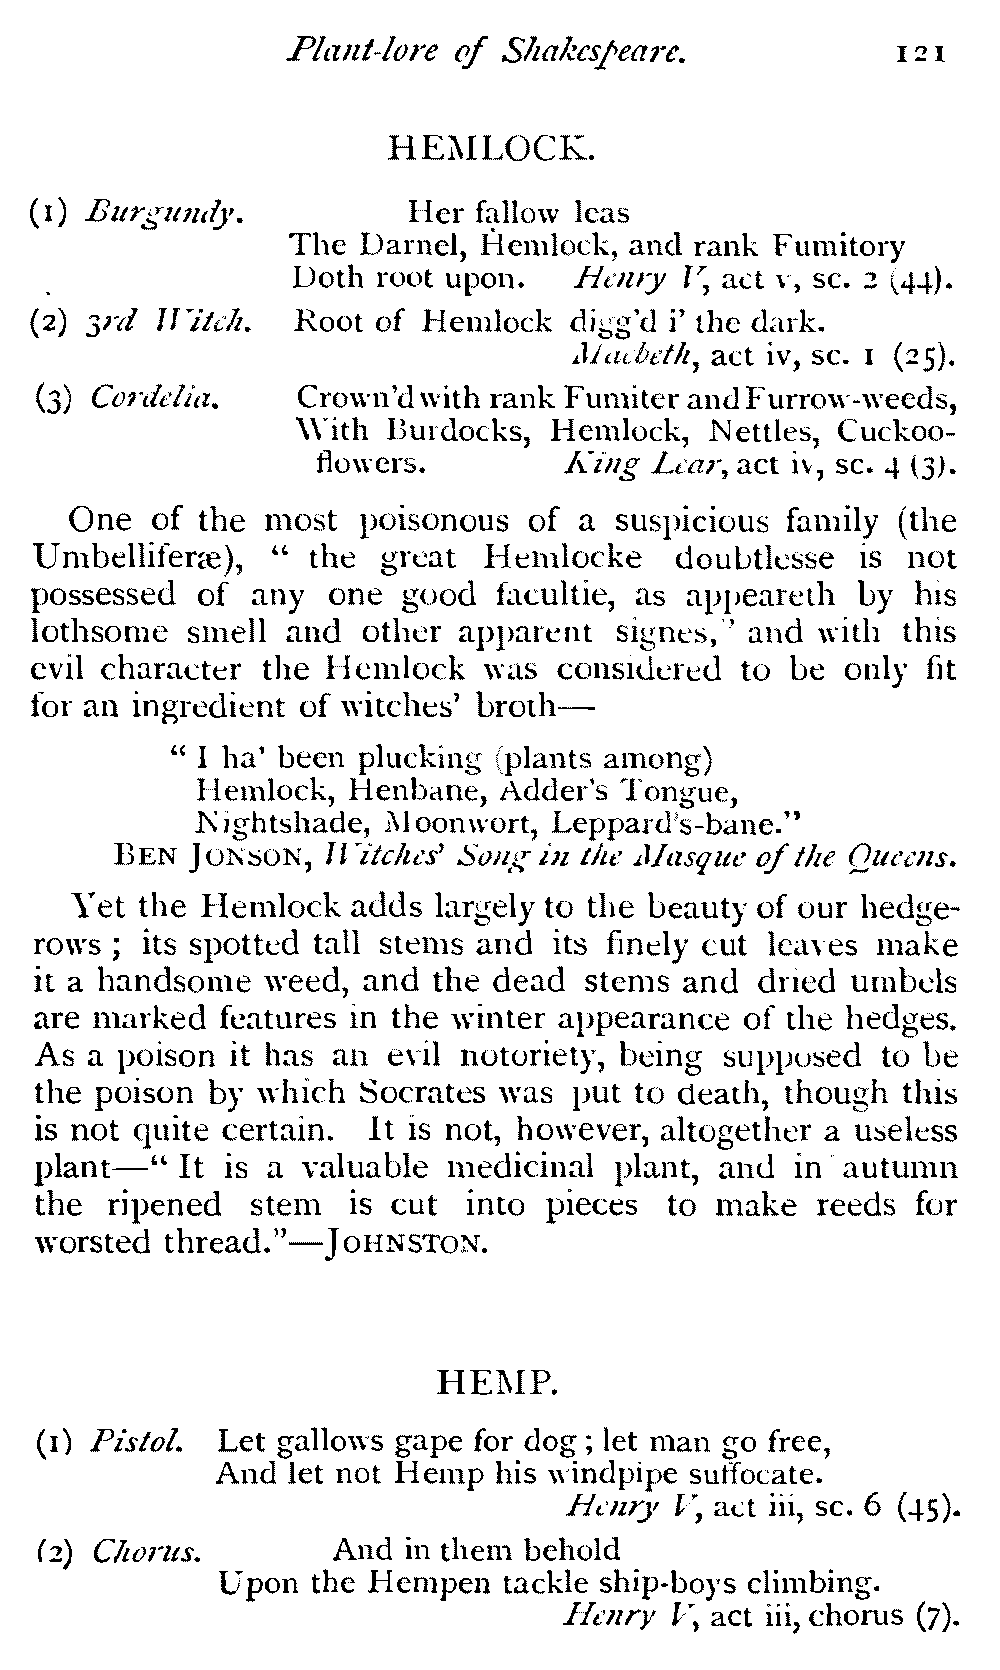 Plant-lore of Shakespeare. 121
HEMLOCK.
(1) Burgundy. Her fallow leas
The Darnel, Hemlock, and rank Fumitory
Doth root upon. Henry V, act v, sc. 2 (44).
(2) 3rd Witch. Root of Hemlock digg'd i' the dark.
Macbeth, act iv, sc. 1 (25).
(3) Cordelia. Crown'd with rank Fumiter and Furrow-weeds,
With Burdocks, Hemlock, Nettles, Cuckoo-
flowers. King Lear, act iv, sc. 4 (3).
One of the most poisonous of a suspicious family (the
Umbelliferæ), "the great Hemlocke doubtlesse is not
possessed of any one good facultie, as appeareth by his
lothsome smell and other apparent signes," and with this
evil character the Hemlock was considered to be only fit
for an ingredient of witches' broth—
"I ha' been plucking (plants among)
Hemlock, Henbane, Adder's Tongue,
Nightshade, Moonwort, Leppard's-bane."
BEN JONSON, Witches' Song in the Masque of the Queens.
Yet the Hemlock adds largely to the beauty of our hedge-
rows; its spotted tall stems and its finely cut leaves make
it a handsome weed, and the dead stems and dried umbels
are marked features in the winter appearance of the hedges.
As a poison it has an evil notoriety, being supposed to be
the poison by which Socrates was put to death, though this
is not quite certain. It is not, however, altogether a useless
plant—"It is a valuable medicinal plant, and in autumn
the ripened stem is cut into pieces to make reeds for
worsted thread."—JOHNSTON.
HEMP.
(1) Pistol. Let gallows gape for dog; let man go free,
And let not Hemp his windpipe suffocate.
Henry V, act iii, sc. 6 (45).
(2) Chorus. And in them behold
Upon the Hempen tackle ship-boys climbing.
Henry V, act iii, chorus (7).